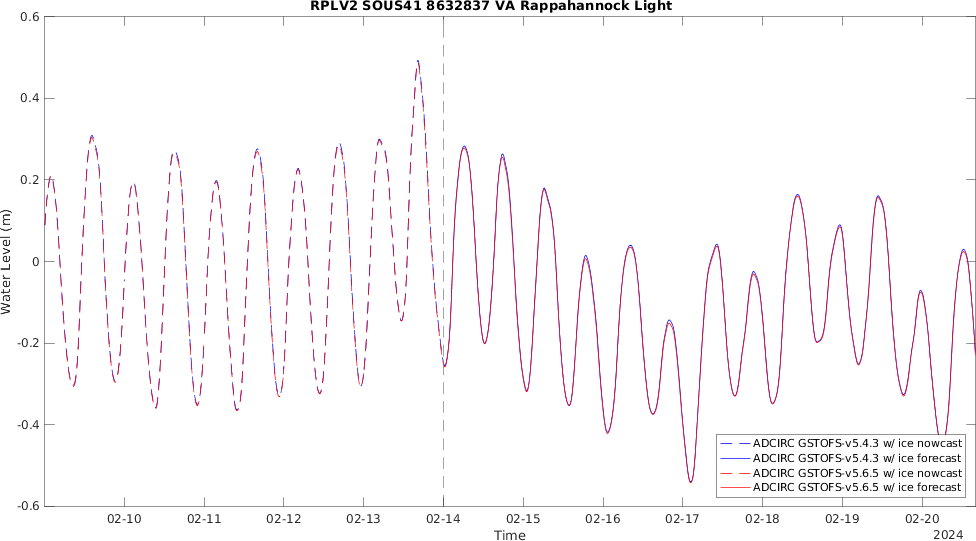 RPLV2 SOUS41 8632837 VA Rappahannock Light
0.6
0.4
0.2
0
-0.2
-0.4
-0.6
Water Level (m)
ADCIRC GSTOFS-v5.4.3 w/ ice nowcast
ADCIRC GSTOFS-v5.4.3 w/ ice forecast
ADCIRC GSTOFS-v5.6.5 w/ ice nowcast
ADCIRC GSTOFS-v5.6.5 w/ ice forecast
02-10
02-11
02-12
02-13
02-14
02-15
02-16
02-17
02-18
02-19
02-20
Time
2024